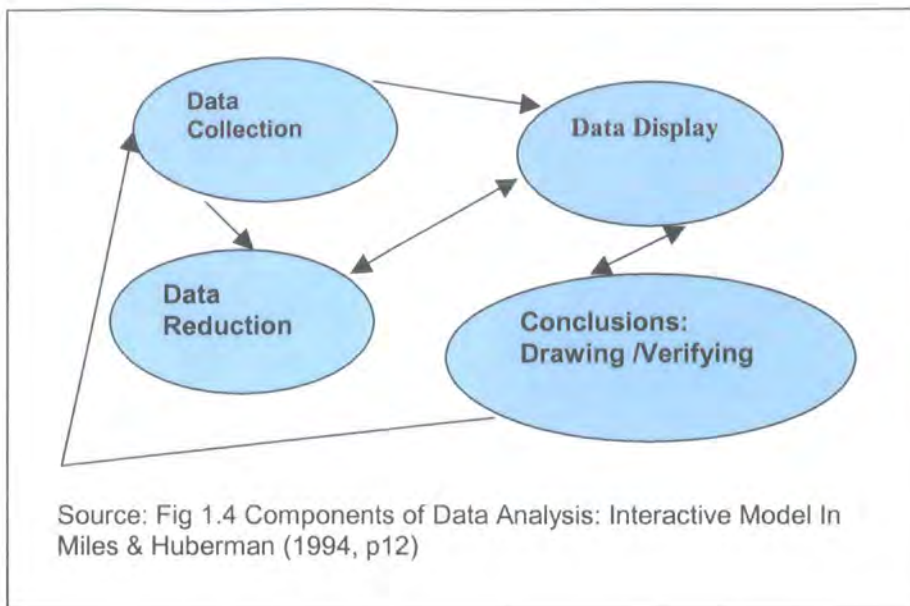 Data
Collection
Data Display
Data
Reduction
Conclusions:
Drawing /Verifying
Source: Fig 1.4 Components of Data Analysis: Interactive Model In
Miles & Huberman (1994, p12)